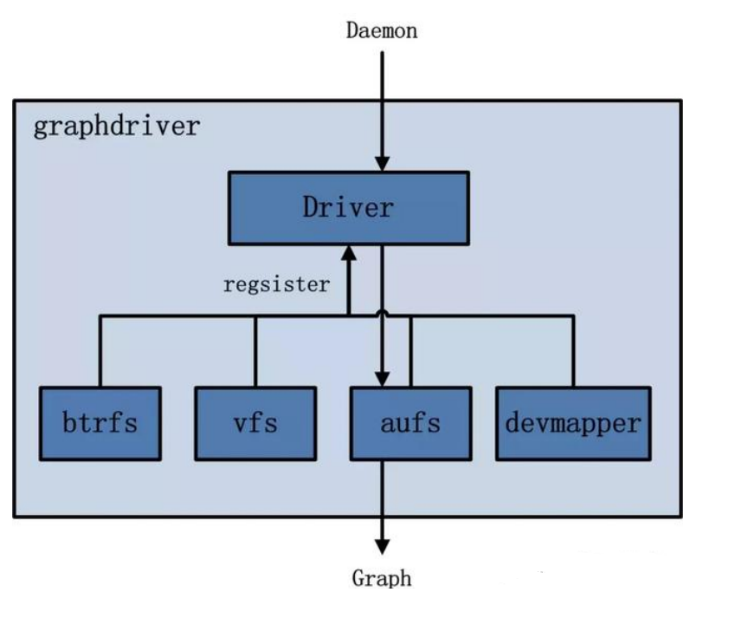 Daemon
graphdriver
Driver
regsister
btrfs
vfs
aufs
devmapper
Graph